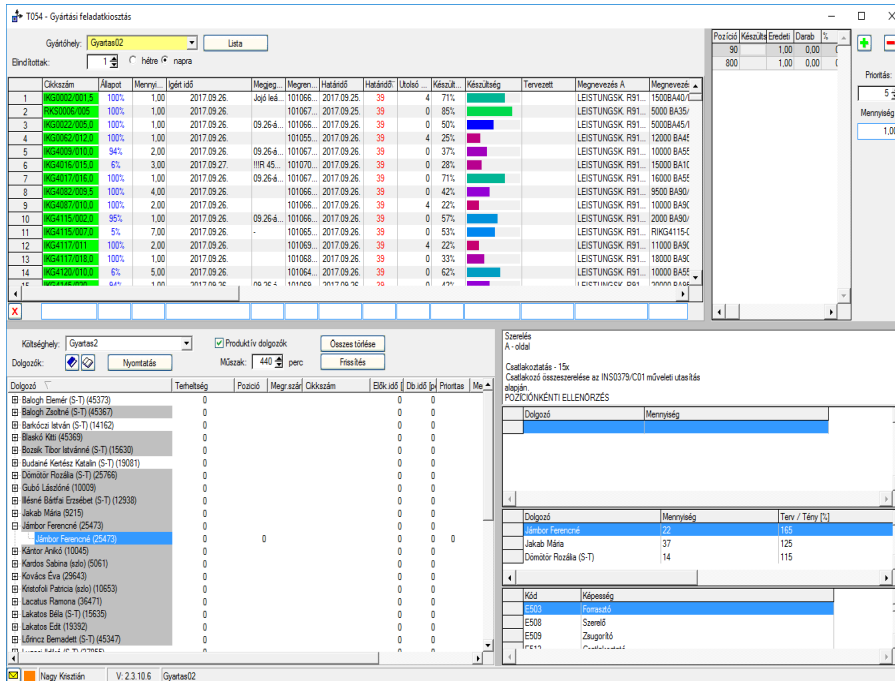 T054 - Gyártási feladatkiosztás
Gyártóhely: Gyartas02 Lista
Elindítottak: 1 hétre napra
Cikkszám Állapot Mennyi... Igért idő Megjeg... Megren... Határidő Határidő Utolsó ... Készült... Készültség Tervezett Megnevezés A Megnevezés
1 IKG0002/001,5 100% 1,00 2017.09.26. Jojó leá... 101066... 2017.09.25. 39 4 71% LEISTUNGSK. R91... 1500BA40/
2 RKS0006/005 100% 1,00 2017.09.26. 101067... 2017.09.25. 39 0 85% LEISTUNGSK. R91... 5000 BA35/
3 IKG0022/005,0 100% 1,00 2017.09.26. 09.26-i... 101066... 2017.09.26. 39 0 50% LEISTUNGSK. R91... 5000BA45/
4 IKG0062/012,0 100% 1,00 2017.09.26. 101055... 2017.09.26. 39 4 25% LEISTUNGSK. R91... 12000 BA45
5 IKG4009/010,0 94% 2,00 2017.09.26. 09.26-á... 101067... 2017.09.26. 39 0 37% LEISTUNGSK. R91... 10000 BA55
6 IKG4016/015,0 6% 3,00 2017.09.27. !!!R 45... 101070... 2017.09.26. 39 0 28% LEISTUNGSK. R91... 15000 BA10
7 IKG4017/016,0 100% 1,00 2017.09.26. 09.26-á... 101067... 2017.09.26. 39 0 71% LEISTUNGSK. R91... 16000 BA55
8 IKG4082/009,5 100% 4,00 2017.09.26. 101066... 2017.09.26. 39 0 42% LEISTUNGSK. R91... 9500 BA90/
9 IKG4087/010,0 100% 2,00 2017.09.26. 101066... 2017.09.26. 39 4 22% LEISTUNGSK. R91... 10000 BA90
10 IKG4115/002,0 95% 1,00 2017.09.26. 09.26-á... 101066... 2017.09.26. 39 0 57% LEISTUNGSK. R91... 2000 BA90/
11 IKG4115/007,0 5% 7,00 2017.09.26. - 101065... 2017.09.26. 39 0 53% LEISTUNGSK. R91... RIKG4115-0
12 IKG4117/011 100% 2,00 2017.09.26. 101069... 2017.09.26. 39 4 22% LEISTUNGSK. R91... 11000 BA90
13 IKG4117/018,0 100% 1,00 2017.09.26. 101068... 2017.09.26. 39 0 33% LEISTUNGSK. R91... 18000 BA90
14 IKG4120/010,0 6% 5,00 2017.09.26. 101064... 2017.09.26. 39 0 62% LEISTUNGSK. R91... 10000 BA55
Pozíció Készülts Eredeti Darab %
90 1,00 0,00
800 1,00 0,00
Prioritás:
5
Mennyiség
1,00
X
Költséghely: Gyartas2 Produktív dolgozók Összes törlése
Dolgozók: Nyomtatás Műszak: 440 perc Frissítés
Dolgozó Terheltség Pozíció Megr.szár Cikkszám Elők.idő [ Db.idő [p Prioritas Me
Balogh Elemér (S-T) (45373) 0 0 0
Balogh Zsoltné (S-T) (45367) 0 0 0
Barkóczi István (S-T) (14162) 0 0 0
Blaskó Kitti (45369) 0 0 0
Bozsik Tibor Istvánné (S-T) (15630) 0 0 0
Budainé Kertész Katalin (S-T) (19081) 0 0 0
Dömötör Rozália (S-T) (25766) 0 0 0
Gubó Lászlóné (10009) 0 0 0
Illésné Bártfai Erzsébet (S-T) (12938) 0 0 0
Jakab Mária (9215) 0 0 0
Jámbor Ferencné (25473) 0 0 0
Jámbor Ferencné (25473) 0 0 0 0
Kántor Anikó (10045) 0 0 0
Kardos Sabina (szlo) (5061) 0 0 0
Kovács Éva (29643) 0 0 0
Kristofoli Patricia (szlo) (10653) 0 0 0
Lacatus Ramona (36471) 0 0 0
Lakatos Béla (S-T) (15635) 0 0 0
Lakatos Edit (19392) 0 0 0
Lőrincz Bernadett (S-T) (45347) 0 0 0
Szerelés
A - oldal
Csatlakoztatás - 15x
Csatlakozó összeszerelése az INS0379/C01 műveleti utasítás
alapján.
POZÍCIÓNKÉNTI ELLENŐRZÉS
Dolgozó Mennyiség
Dolgozó Mennyiség Terv / Tény [%]
Jámbor Ferencné 22 165
Jakab Mária 37 125
Dömötör Rozália (S-T) 14 115
Kód Képesség
E503 Forrasztó
E508 Szerelő
E509 Zsugorító
Nagy Krisztián V: 2.3.10.6 Gyartas02